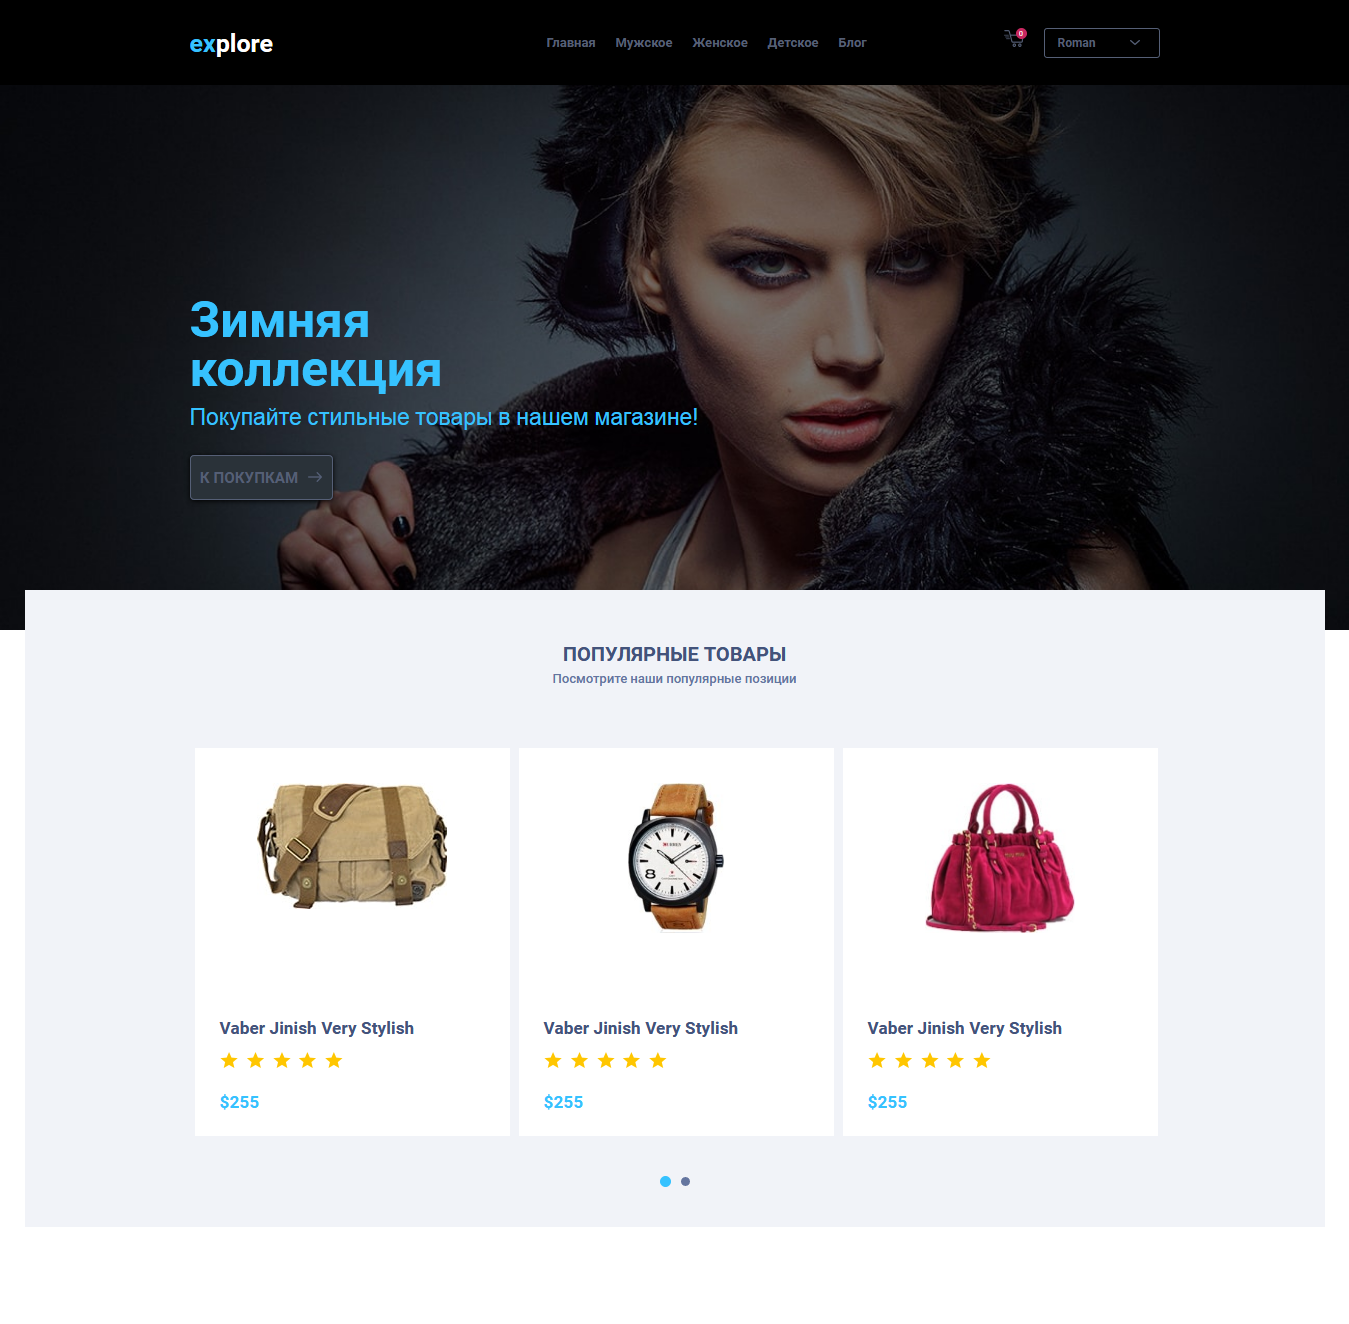 explore
Главная Мужское Женское Детское Блог
0
Roman
Зимняя
коллекция
Покупайте стильные товары в нашем магазине!
К ПОКУПКАМ
ПОПУЛЯРНЫЕ ТОВАРЫ
Посмотрите наши популярные позиции
8
Vaber Jinish Very Stylish
$255
Vaber Jinish Very Stylish
$255
Vaber Jinish Very Stylish
$255